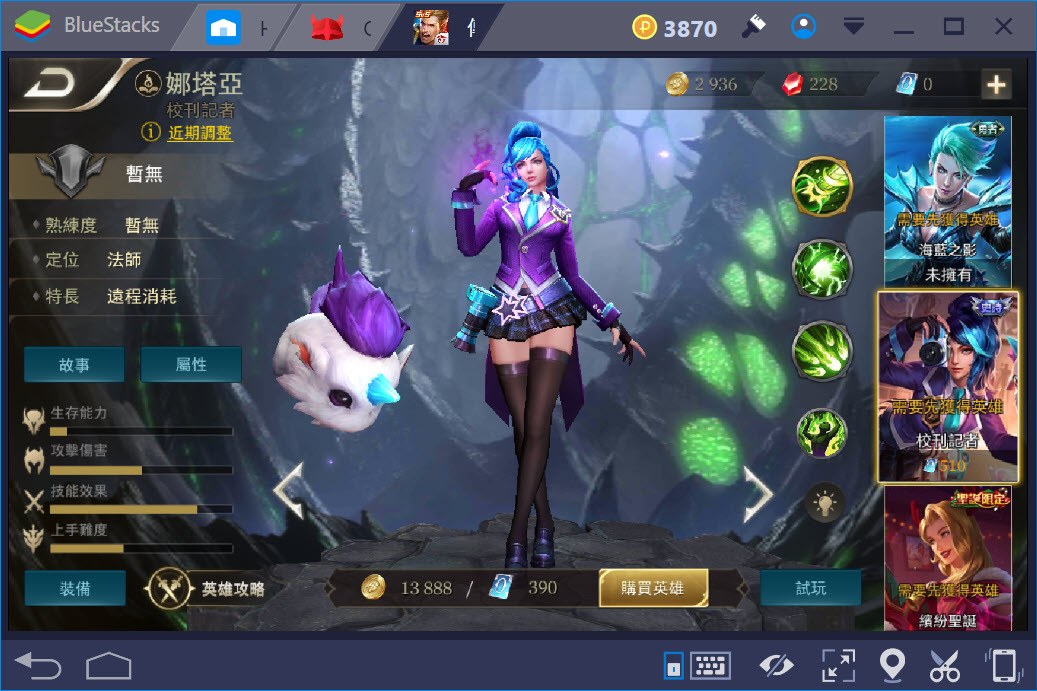 BlueStacks
3870
娜塔亞
校刊記者
近期調整
2 936
228
0
暫無
熟練度 暫無
定位 法師
特長 遠程消耗
故事
屬性
生存能力
攻擊傷害
技能效果
上手難度
裝備
英雄攻略
13 888 / 390
購買英雄
試玩
勇者
需要先獲得英雄
海藍之影
未擁有
史詩
需要先獲得英雄
校刊記者
510
聖誕限定
需要先獲得英雄
繽紛聖誕